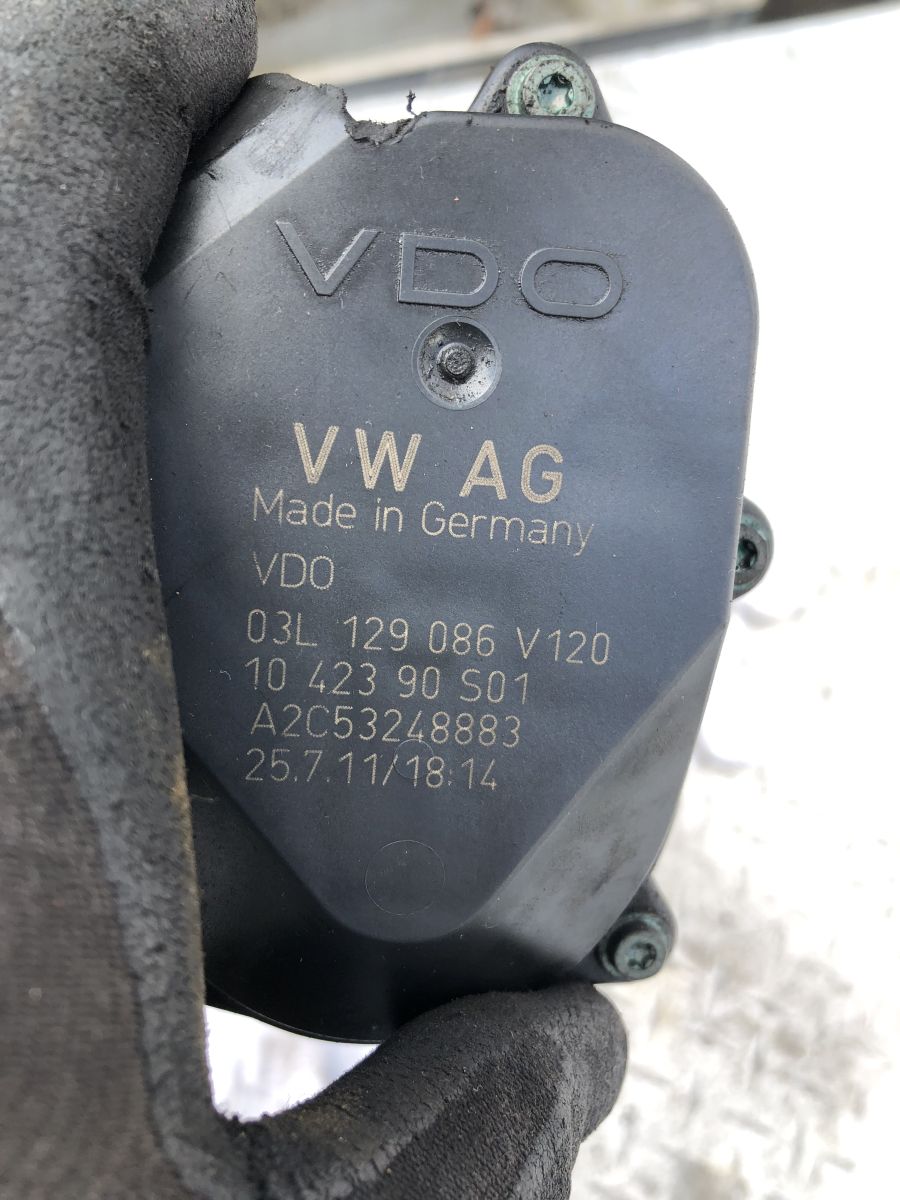 VDO
VW AG
Made in Germany
VDO
03L 129 086 V120
10 423 90 S01
A2C53248883
25.7.11/18:14